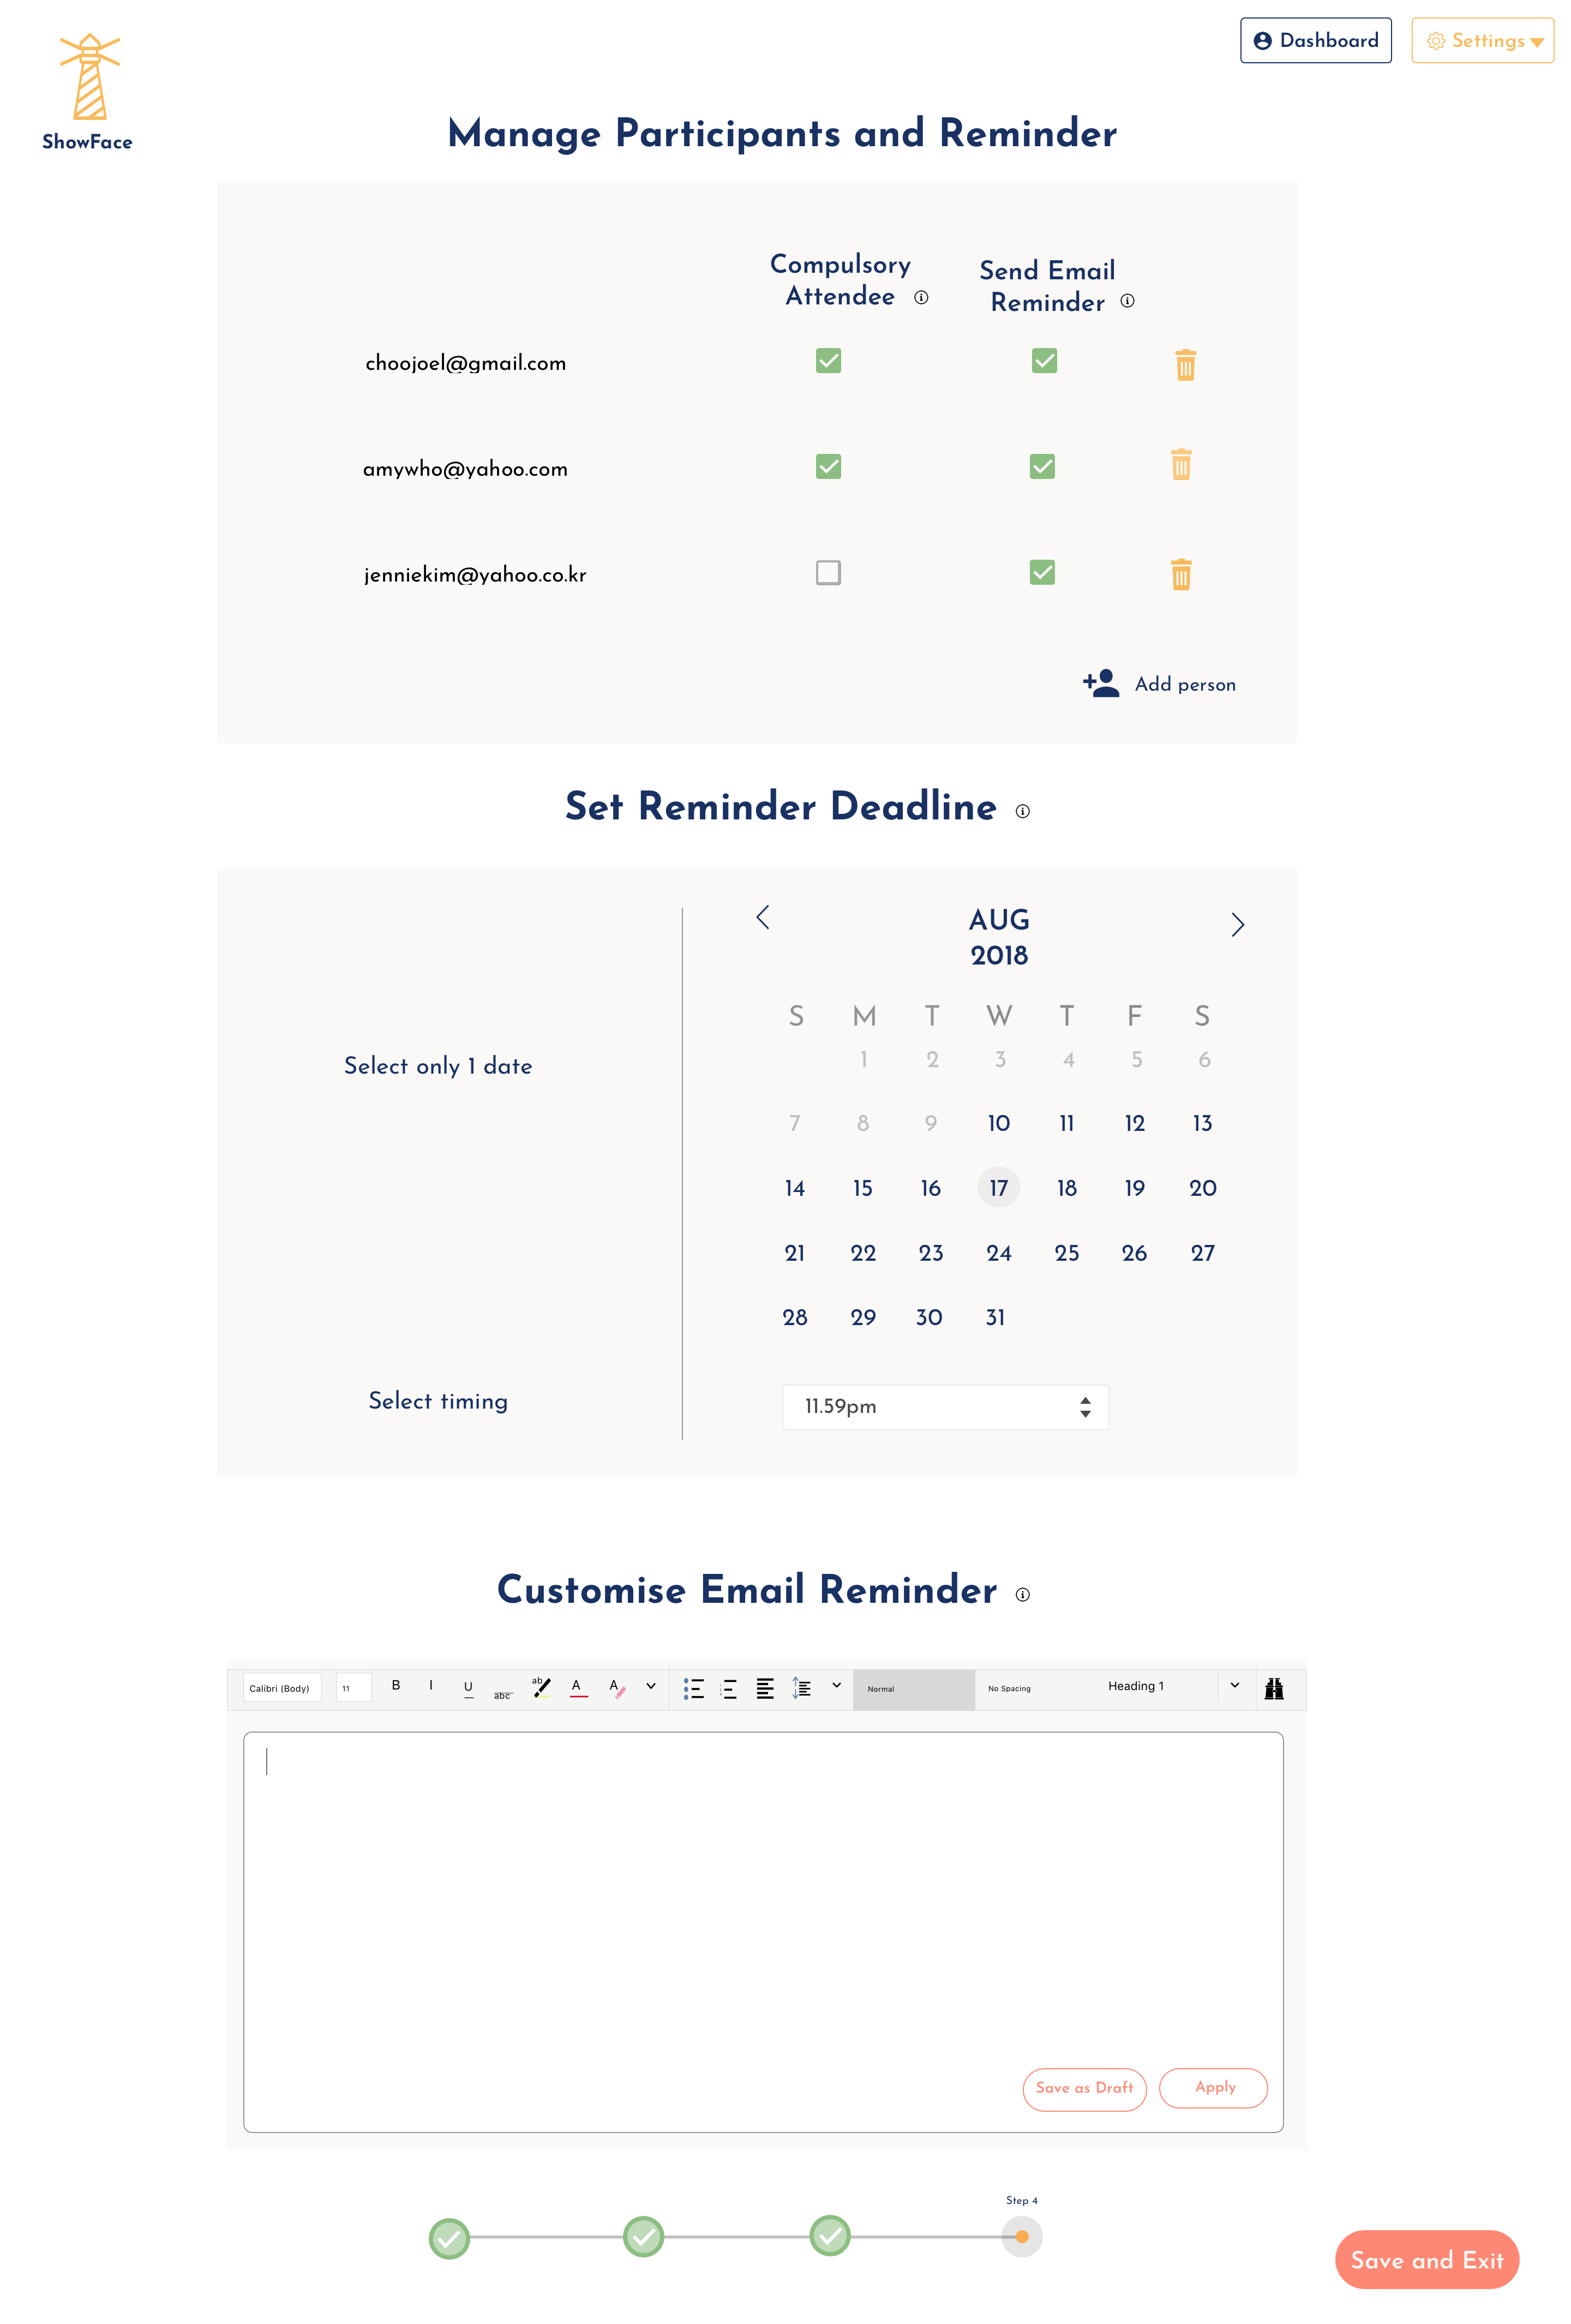 Dashboard
Settings
ShowFace
Manage Participants and Reminder
Compulsory
Attendee
Send Email
Reminder
choojoel@gmail.com
amywho@yahoo.com
jenniekim@yahoo.co.kr
Add person
Set Reminder Deadline
AUG
2018
S M T W T F S
1 2 3 4 5 6
Select only 1 date
7 8 9 10 11 12 13
14 15 16 17 18 19 20
21 22 23 24 25 26 27
28 29 30 31
Select timing
11.59pm
Customise Email Reminder
Calibri (Body) 11 B I U abc ab A A Normal No Spacing Heading 1
Save as Draft
Apply
Step 4
Save and Exit